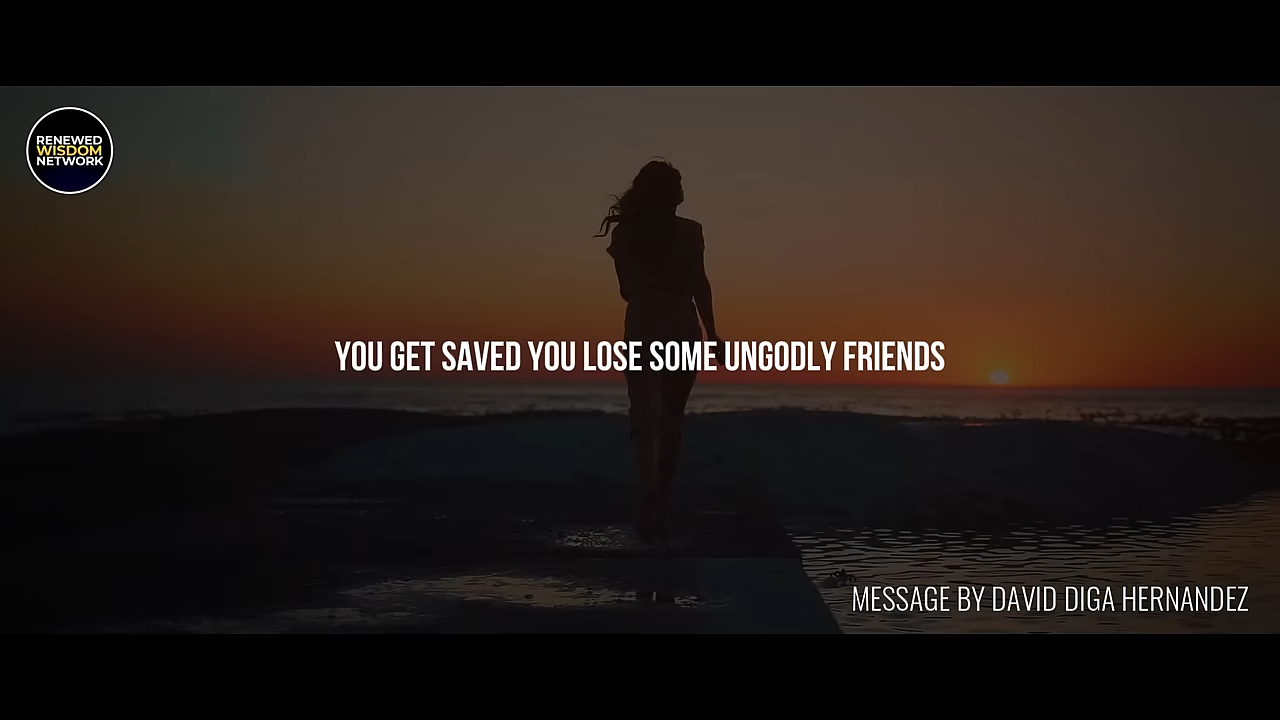 RENEWED
WISDOM
NETWORK
YOU GET SAVED YOU LOSE SOME UNGODLY FRIENDS
MESSAGE BY DAVID DIGA HERNANDEZ